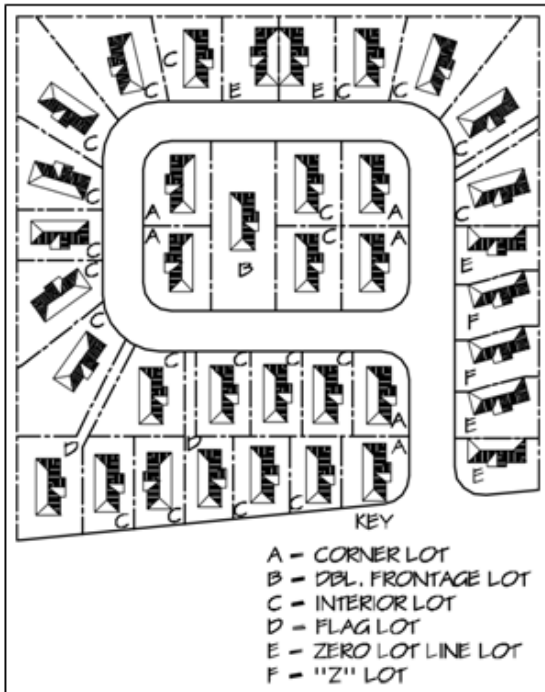 C
C E E C C
C C
C A C A C
A C A
C
C B E
C F
C C C C
F
A E
D D A
E
C C C C
KEY
A - CORNER LOT
B - DBL. FRONTAGE LOT
C - INTERIOR LOT
D - FLAG LOT
E - ZERO LOT LINE LOT
F - "Z" LOT